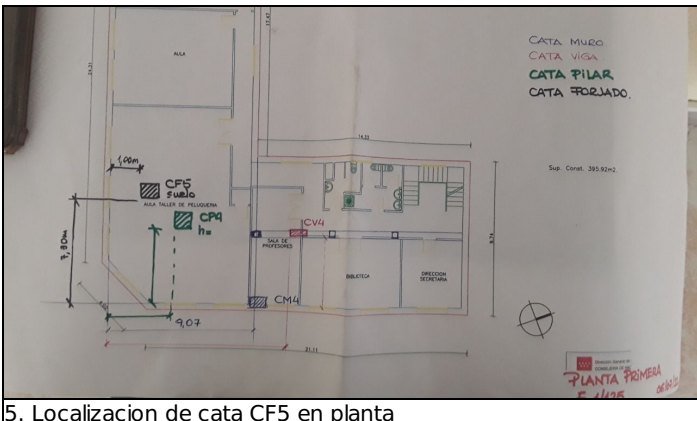 CATA MURO
CATA VIGA
CATA PILAR
CATA FORJADO.
14,23
AULA
Sup. Const. 395.92m2.
1,00m
CF5
suelo
AULA TALLER DE PELUQUERIA
CP4
h=
7,80m
CV4
SALA DE
PROFESORES
BIBLIOTECA
DIRECCION
SECRETARIA
CM4
9,07
21,11
PLANTA PRIMERA
5. Localizacion de cata CF5 en planta